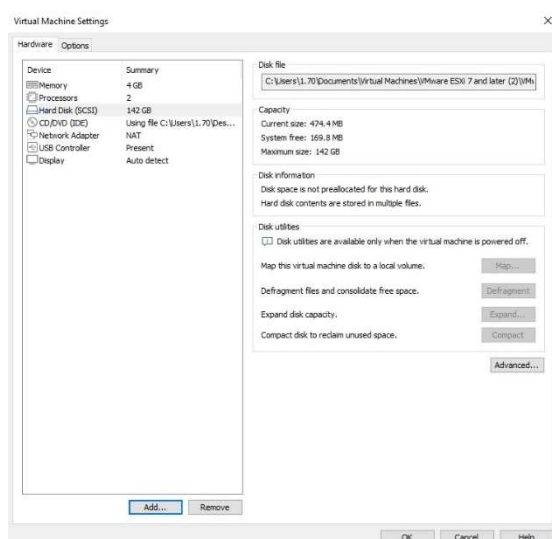 Virtual Machine Settings
Hardware Options
Device Summary
Memory 4 GB
Processors 2
Hard Disk (SCSI) 142 GB
CD/DVD (IDE) Using file C:\Users\1.70\Des...
Network Adapter NAT
USB Controller Present
Display Auto detect
Add... Remove
Disk file
C:\Users\1.70\Documents\Virtual Machines\VMware ESXi 7 and later (2)\VM
Capacity
Current size: 474.4 MB
System free: 169.8 MB
Maximum size: 142 GB
Disk information
Disk space is not preallocated for this hard disk.
Hard disk contents are stored in multiple files.
Disk utilities
Disk utilities are available only when the virtual machine is powered off.
Map this virtual machine disk to a local volume. Map...
Defragment files and consolidate free space. Defragment
Expand disk capacity. Expand...
Compact disk to reclaim unused space. Compact
Advanced...
OK Cancel Help